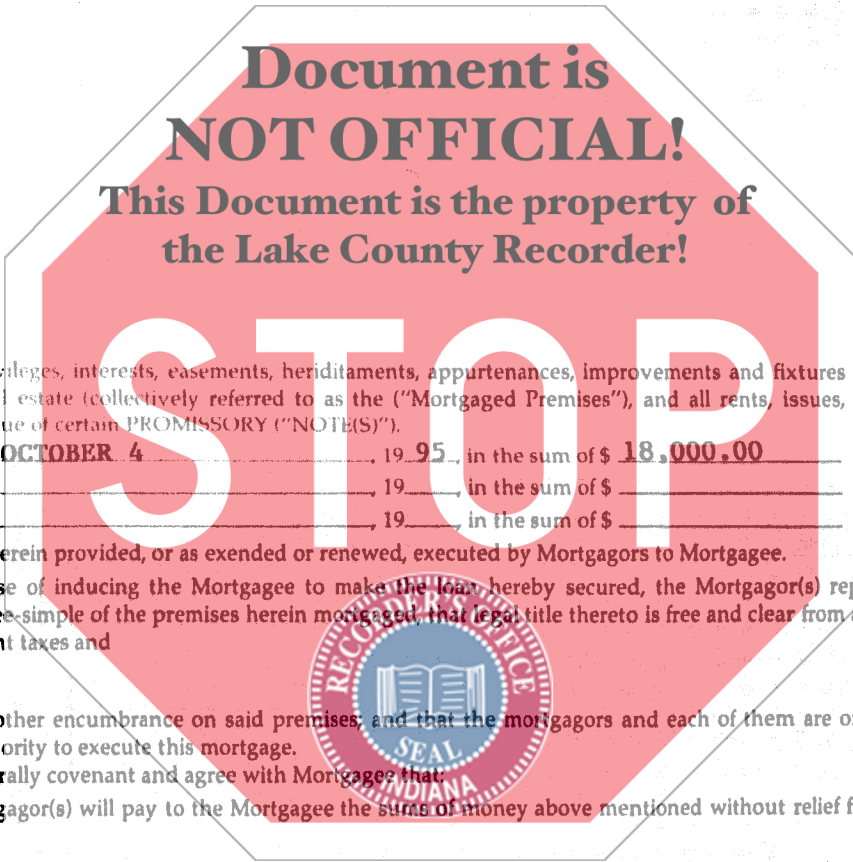 Document is
NOT OFFICIAL!
This Document is the property of
the Lake County Recorder!
STOP
ileges, interests, easements, heriditaments, appurtenances, improvements and fixtures
estate (collectively referred to as the ("Mortgaged Premises"), and all rents, issues,
ue of certain PROMISSORY ("NOTE(S)").
OCTOBER 4 , 19 95 , in the sum of $ 18,000.00
, 19 , in the sum of $
, 19 , in the sum of $
erein provided, or as exended or renewed, executed by Mortgagors to Mortgagee.
se of inducing the Mortgagee to make the loan hereby secured, the Mortgagor(s) rep
e-simple of the premises herein mortgaged, that legal title thereto is free and clear from
t taxes and
RECORDER'S OFFICE
SEAL
INDIANA
ther encumbrance on said premises; and that the mortgagors and each of them are o
ority to execute this mortgage.
rally covenant and agree with Mortgagee that:
gagor(s) will pay to the Mortgagee the sums of money above mentioned without relief f